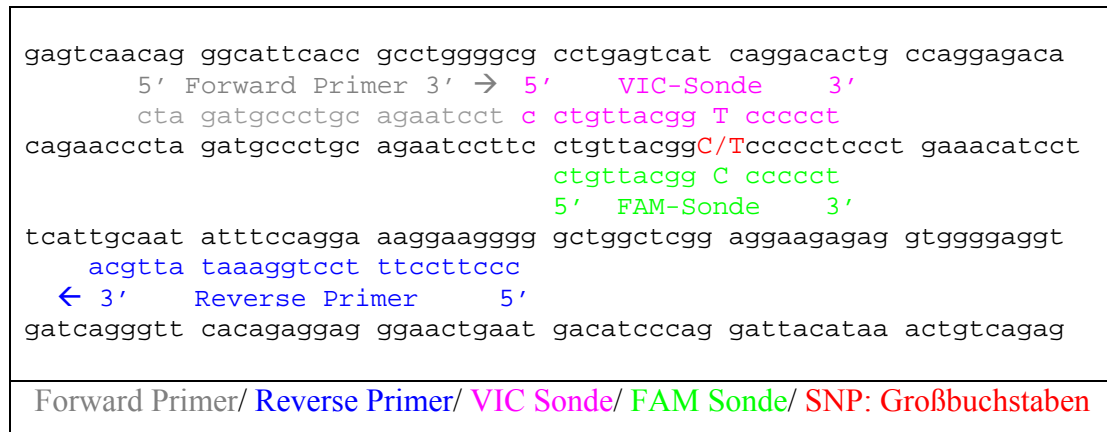 gagtcaacag ggcattcacc gcctggggcg cctgagtcat caggacactg ccaggagaca
5’ Forward Primer 3’ → 5’ VIC-Sonde 3’
cta gatgccctgc agaatcct c ctgttacgg T ccccct
cagaacccta gatgccctgc agaatccttc ctgttacggC/Tccccctccct gaaacatcct
ctgttacgg C ccccct
5’ FAM-Sonde 3’
tcattgcaat atttccagga aaggaagggg gctggctcgg aggaagagag gtggggaggt
acgtta taaaggtcct ttccttccc
← 3’ Reverse Primer 5’
gatcagggtt cacagaggag ggaactgaat gacatcccag gattacataa actgtcagag
Forward Primer/ Reverse Primer/ VIC Sonde/ FAM Sonde/ SNP: Großbuchstaben